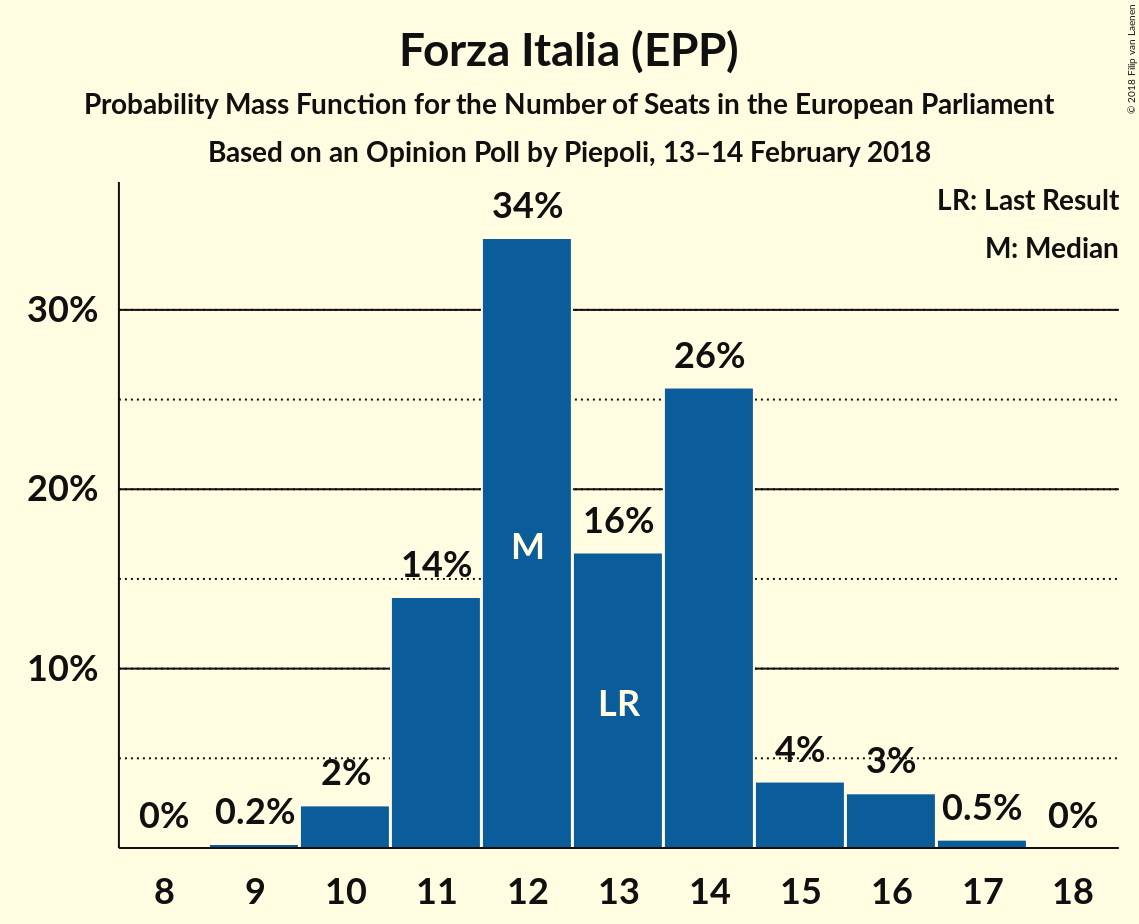 Forza Italia (EPP)
Probability Mass Function for the Number of Seats in the European Parliament
Based on an Opinion Poll by Piepoli, 13–14 February 2018
© 2018 Filip van Laenen
LR: Last Result
M: Median
34%
30%
26%
20%
16%
M
14%
10%
LR
4%
3%
2%
0%
0.2%
0.5%
0%
8 9 10 11 12 13 14 15 16 17 18